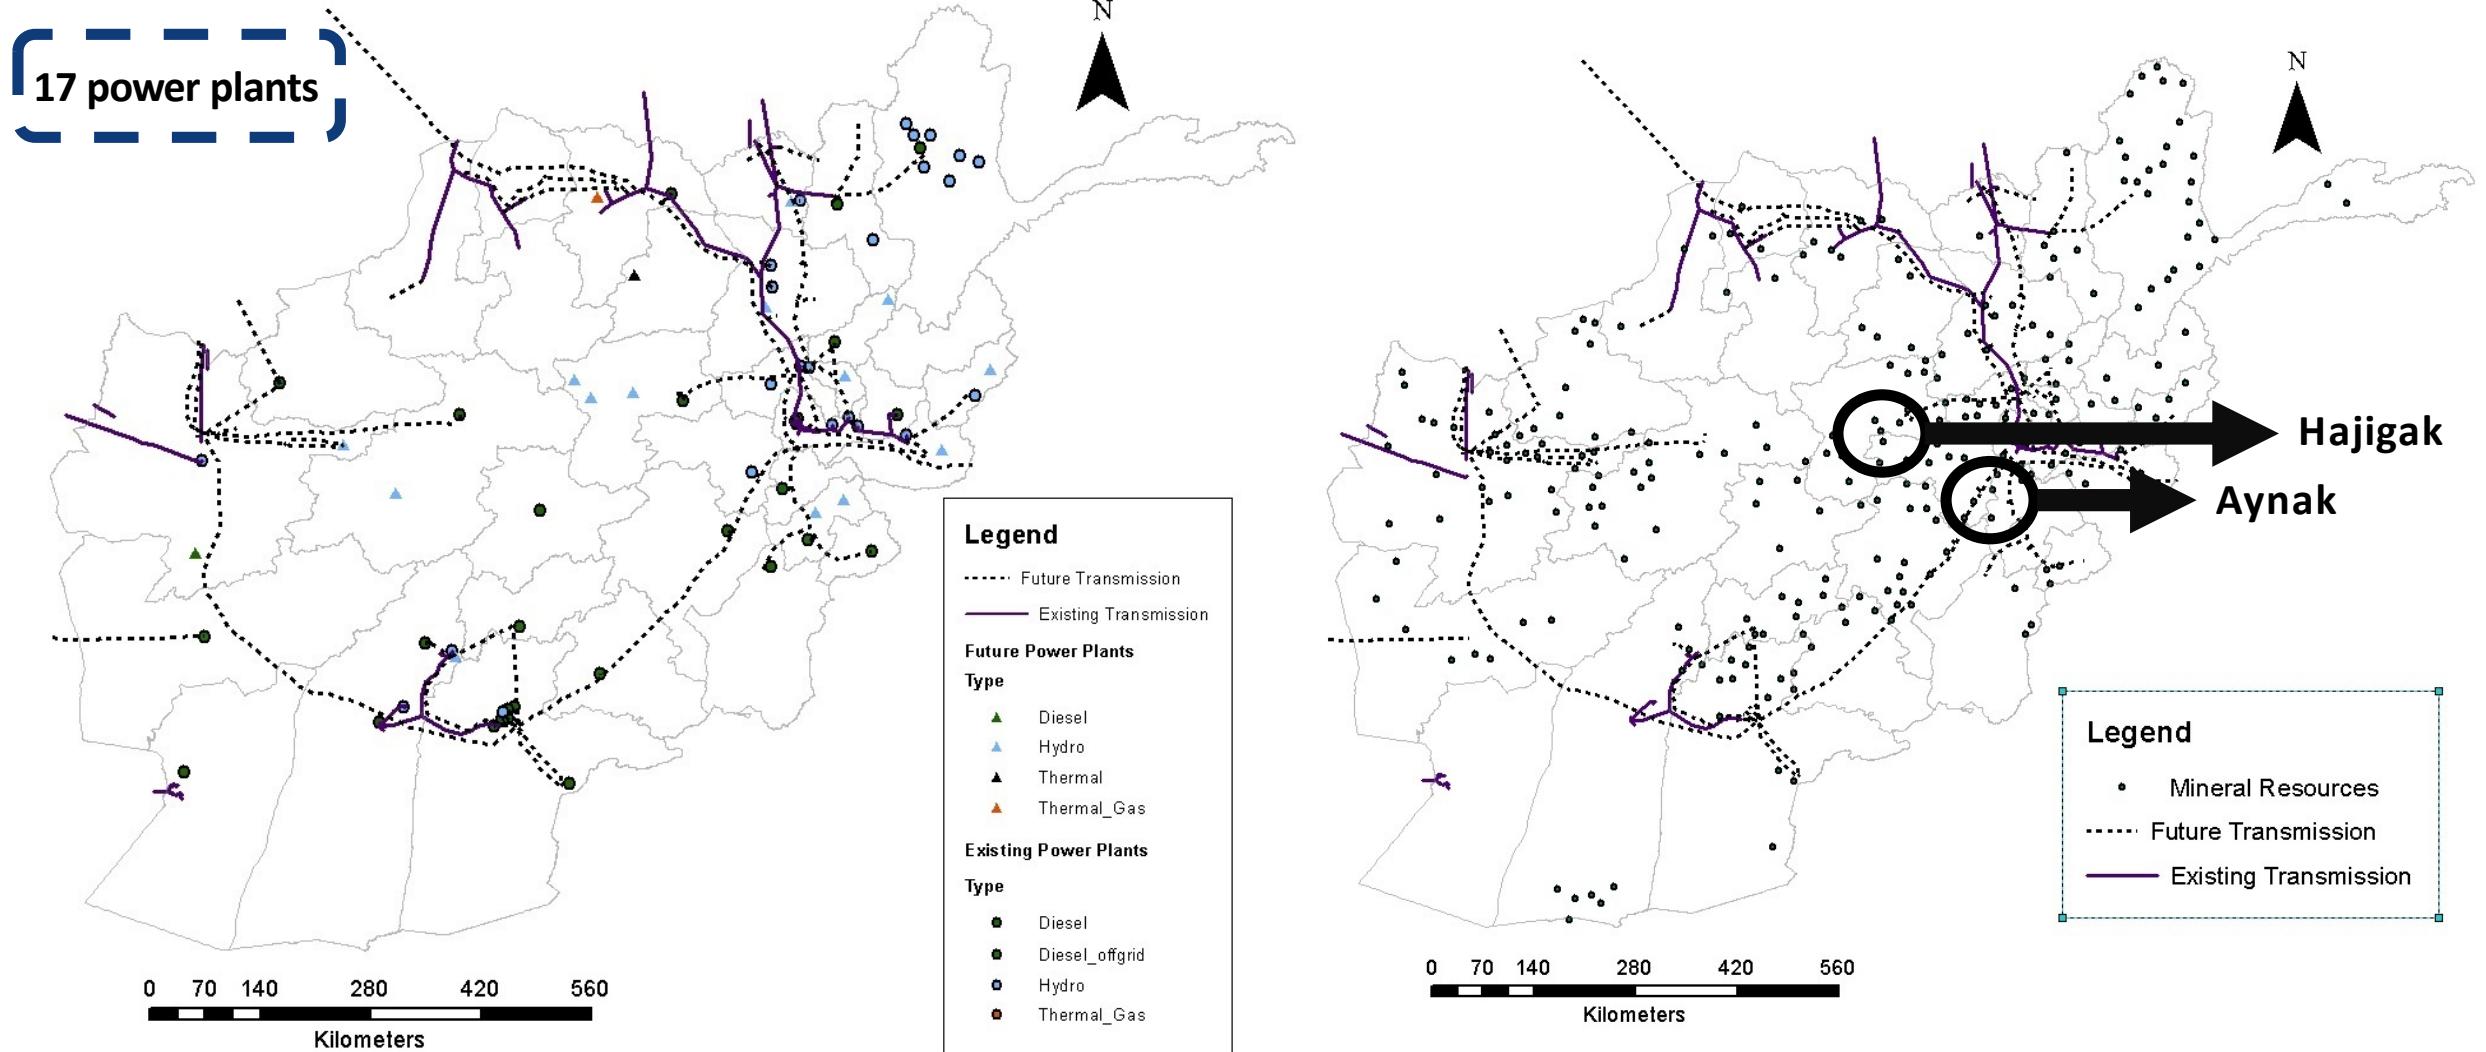 17 power plants
N
Legend
Future Transmission
Existing Transmission
Future Power Plants
Type
Diesel
Hydro
Thermal
Thermal_Gas
Existing Power Plants
Type
Diesel
Diesel_offgrid
Hydro
Thermal_Gas
0 70 140 280 420 560
Kilometers
N
Hajigak
Aynak
Legend
Mineral Resources
Future Transmission
Existing Transmission
0 70 140 280 420 560
Kilometers